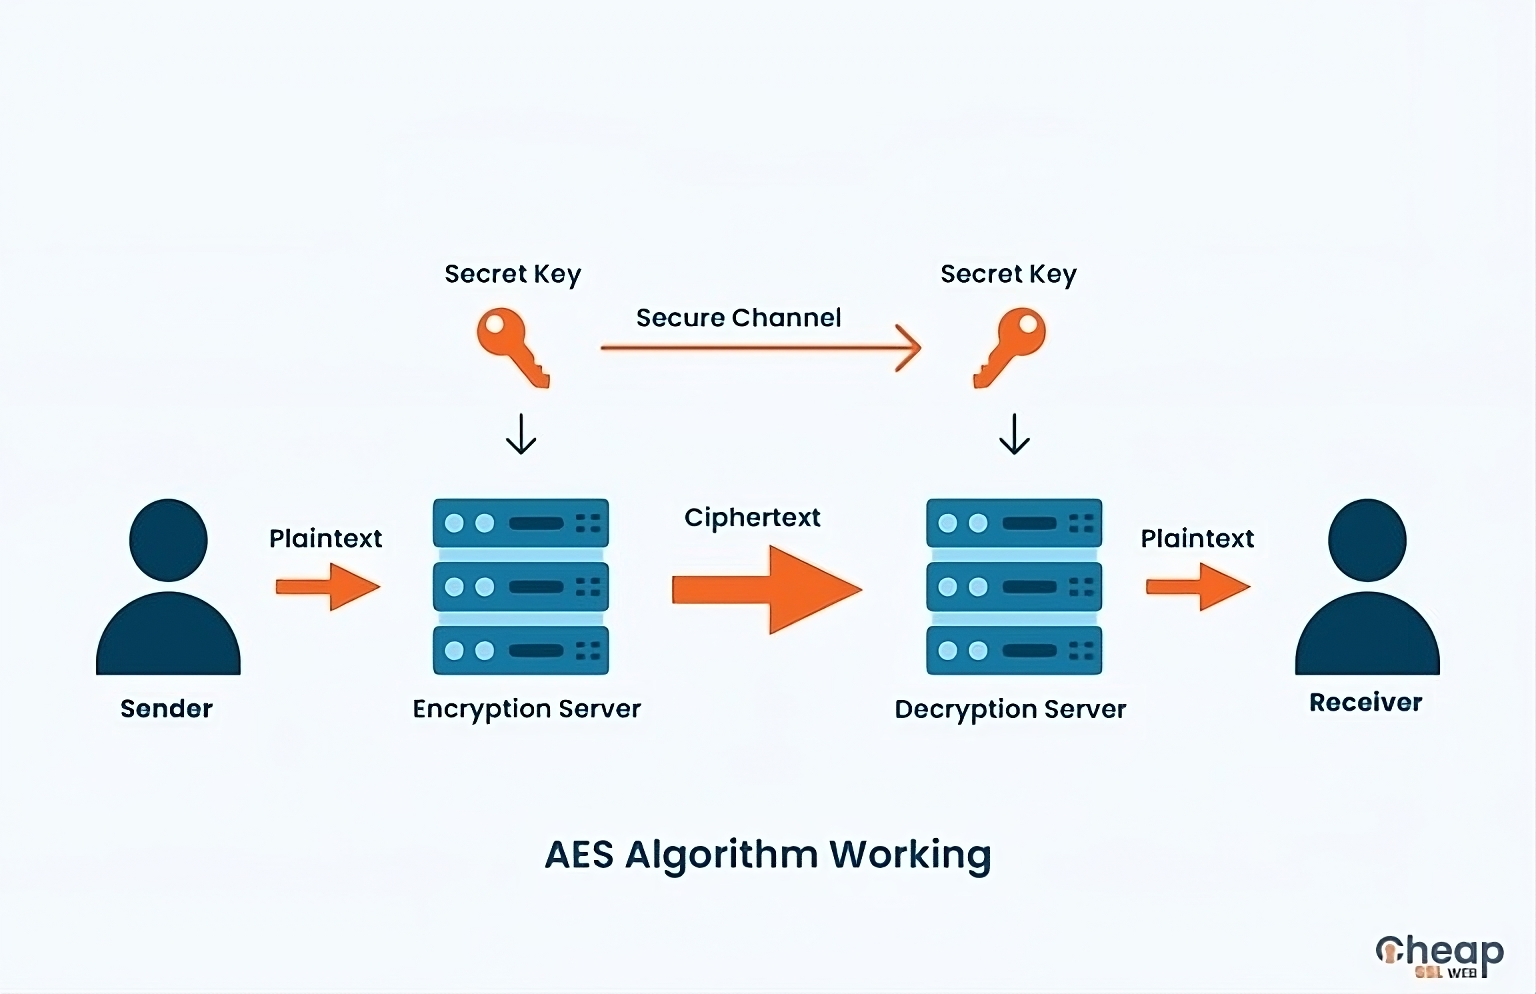 Secret Key
Secret Key
Secure Channel
Plaintext
Ciphertext
Plaintext
Sender
Encryption Server
Decryption Server
Receiver
AES Algorithm Working
Cheap
SSL WEB